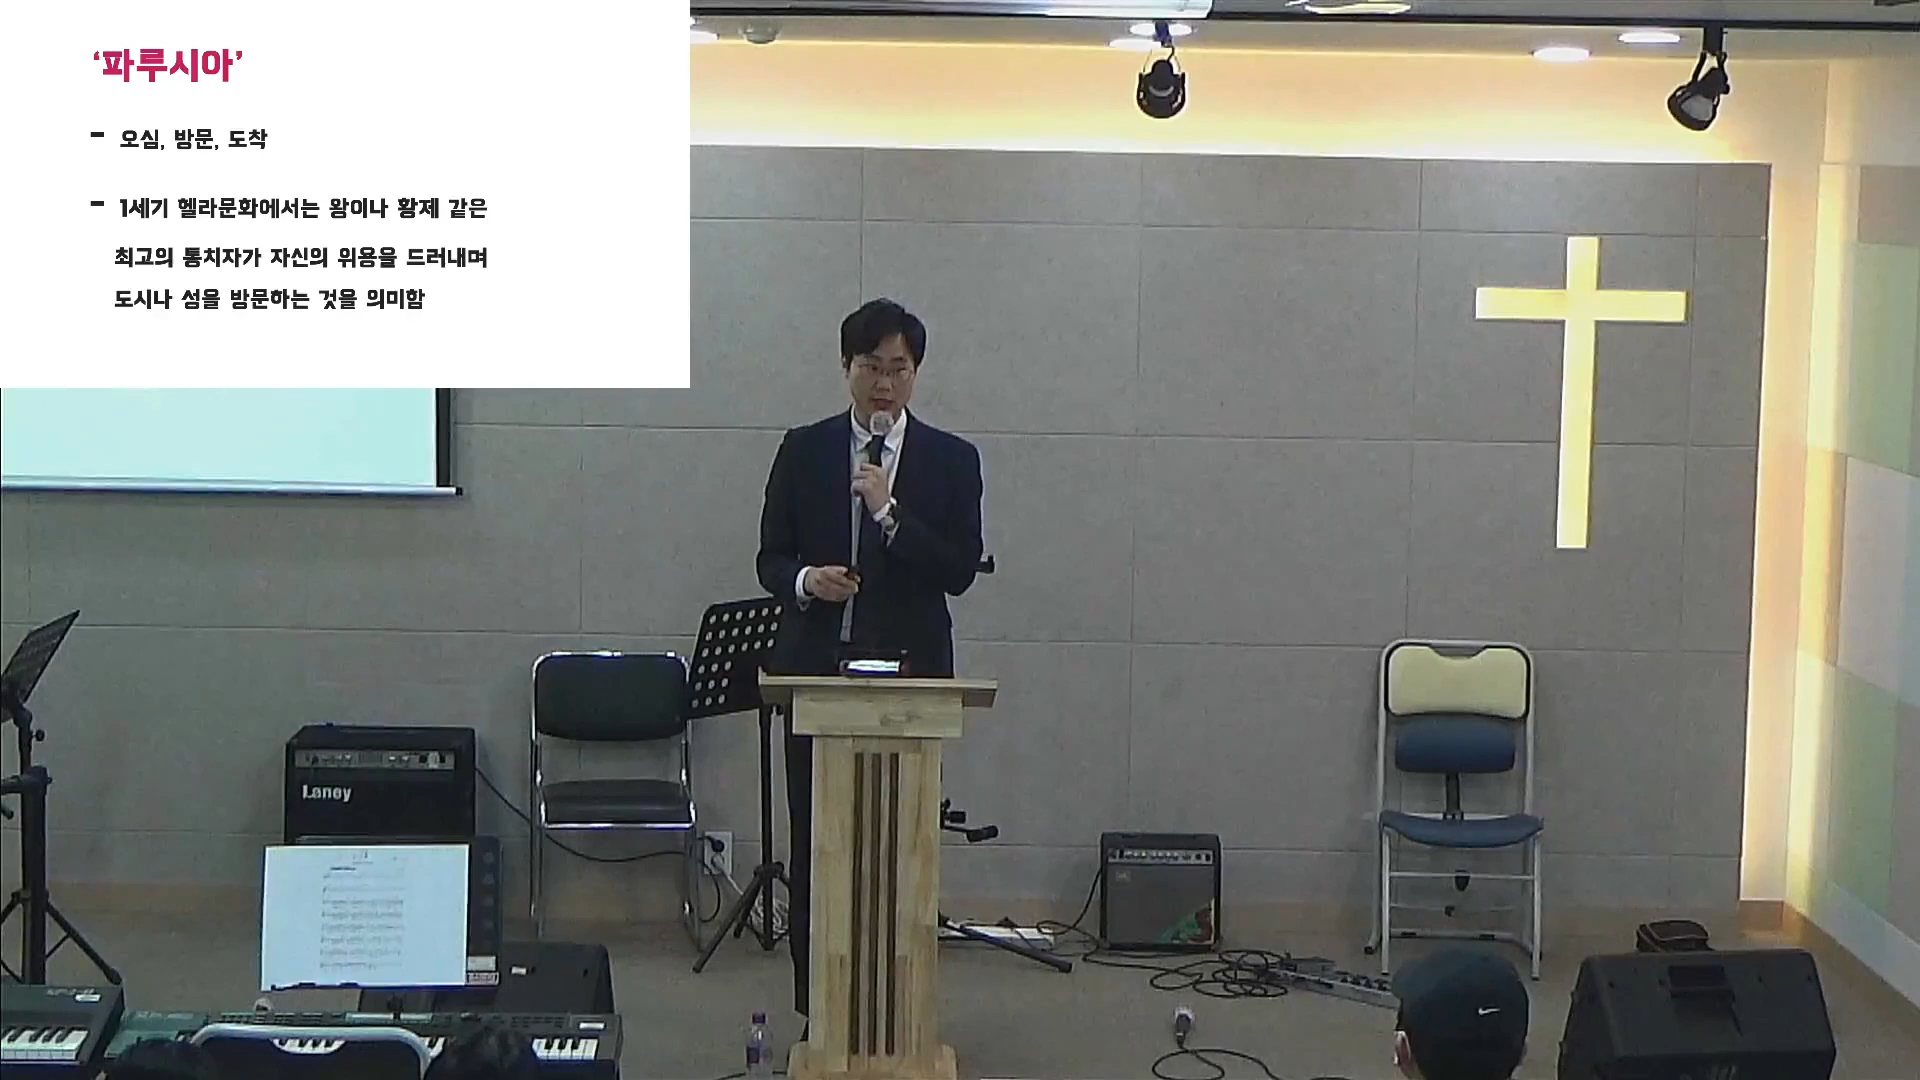 ‘파루시아’
- 오심, 방문, 도착
- 1세기 헬라문화에서는 왕이나 황제 같은
최고의 통치자가 자신의 위용을 드러내며
도시나 성을 방문하는 것을 의미함
Laney